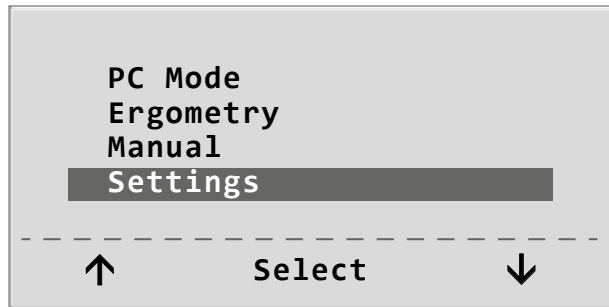 PC Mode
Ergometry
Manual
Settings
↑ Select ↓